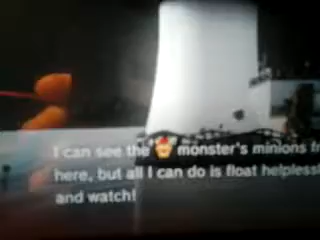 I can see the monster's minions fr
here, but all I can do is float helpless
and watch!